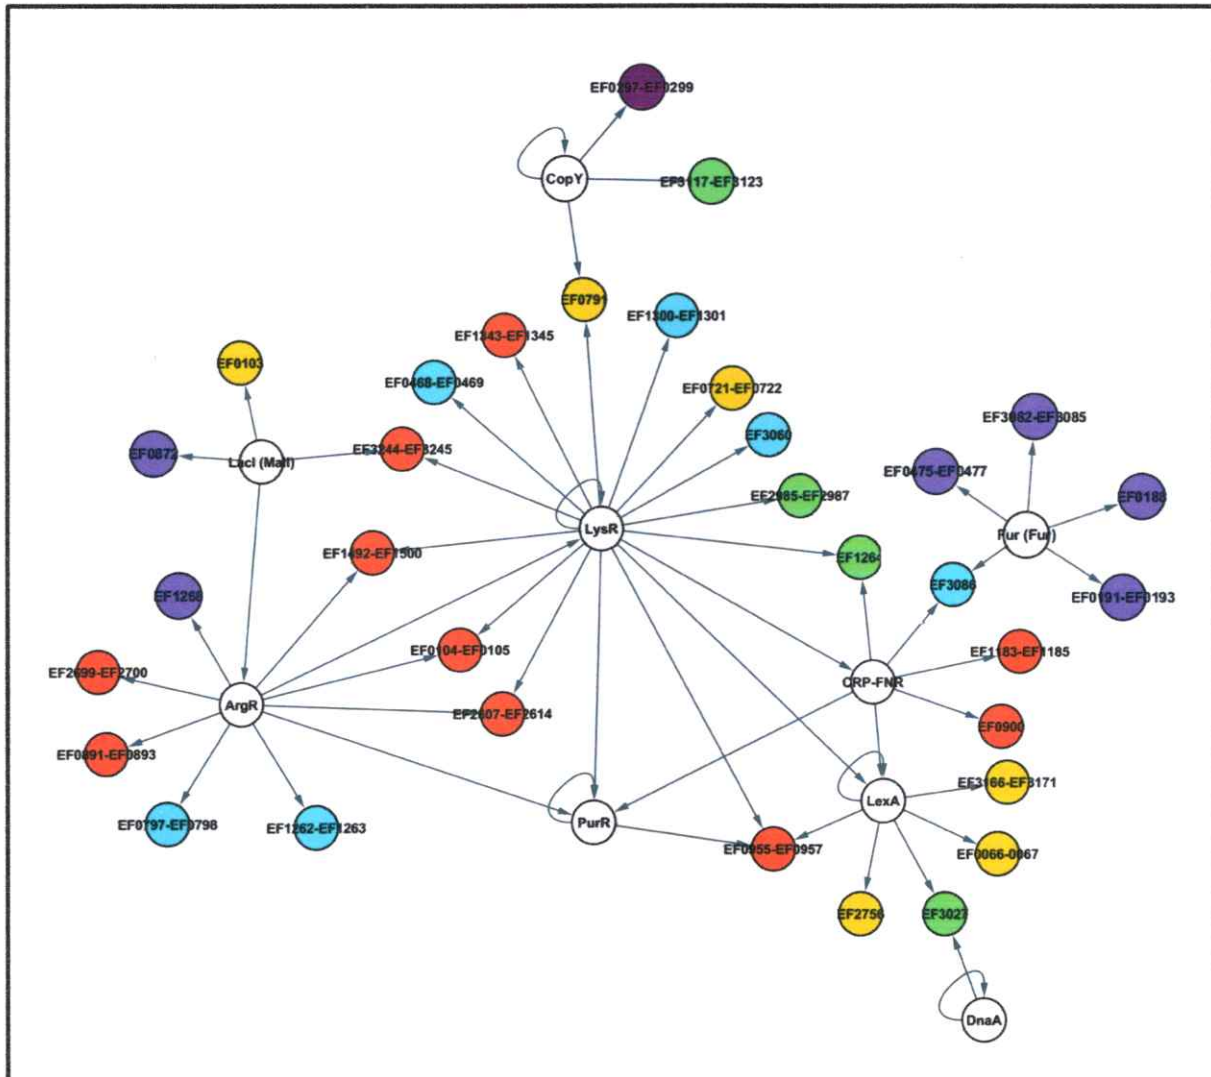 EF0297-EF0299
CopY
EF3117-EF3123
EF0791
EF1300-EF1301
EF1343-EF1345
EF0103
EF0468-EF0469
EF0721-EF0722
EF3060
EF3082-EF3085
EF0872
LacI (Mall)
EF3244-EF3245
EF0475-EF0477
EF0188
EF2985-EF2987
LysR
Fur (Fur)
EF1492-EF1500
EF1264
EF3086
EF0191-EF0193
EF1268
EF0104-EF0105
EF1183-EF1185
EF2699-EF2700
CRP-FNR
ArgR
EF2607-EF2614
EF0900
EF0891-EF0893
EF3166-EF3171
LexA
EF0797-EF0798
EF1262-EF1263
PurR
EF0955-EF0957
EF0066-0067
EF2756
EF3027
DnaA